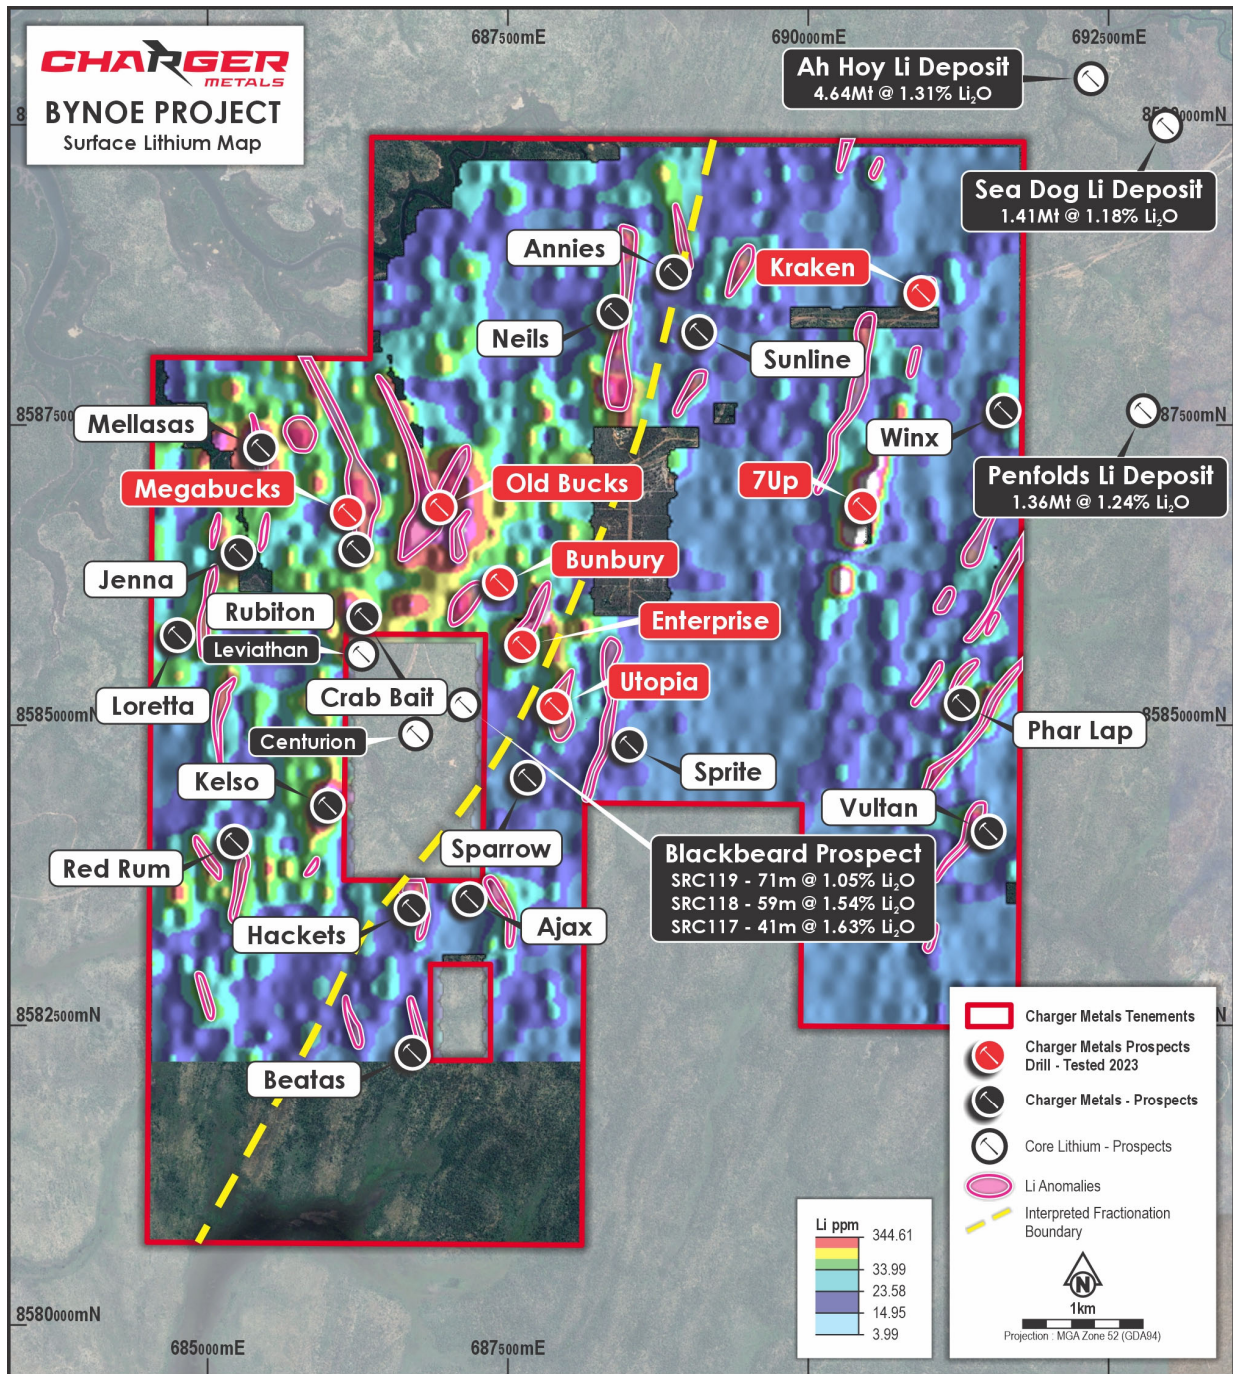 CHARGER
METALS
BYNOE PROJECT
Surface Lithium Map
687500mE
690000mE
692500mE
Ah Hoy Li Deposit
4.64Mt @ 1.31% Li₂O
000mN
Sea Dog Li Deposit
1.41Mt @ 1.18% Li₂O
Annies
Kraken
Neils
Sunline
8587500mN
Mellasas
Winx
87500mN
Megabucks
Old Bucks
7Up
Penfolds Li Deposit
1.36Mt @ 1.24% Li₂O
Jenna
Bunbury
Rubiton
Enterprise
Leviathan
Loretta
Crab Bait
Utopia
8585000mN
8585000mN
Centurion
Phar Lap
Kelso
Sprite
Vultan
Red Rum
Sparrow
Blackbeard Prospect
SRC119 - 71m @ 1.05% Li₂O
SRC118 - 59m @ 1.54% Li₂O
SRC117 - 41m @ 1.63% Li₂O
Hackets
Ajax
8582500mN
N
Beatas
Charger Metals Tenements
Charger Metals Prospects
Drill - Tested 2023
Charger Metals - Prospects
Core Lithium - Prospects
Li Anomalies
Interpreted Fractionation
Boundary
N
1km
Projection : MGA Zone 52 (GDA94)
Li ppm
344.61
33.99
23.58
14.95
3.99
8580000mN
685000mE
687500mE